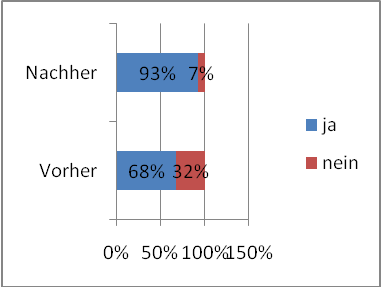 Nachher
93% 7%
ja
nein
Vorher
68% 32%
0% 50% 100% 150%